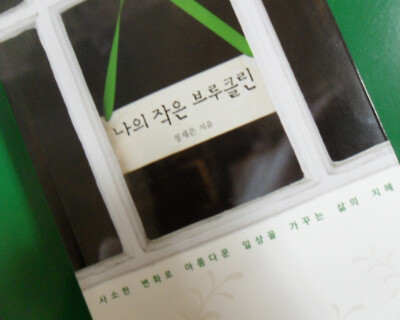 나의 작은 브루클린
정재은 지음
사소한 변화로 아름다운 일상을 가꾸는 삶의 지혜